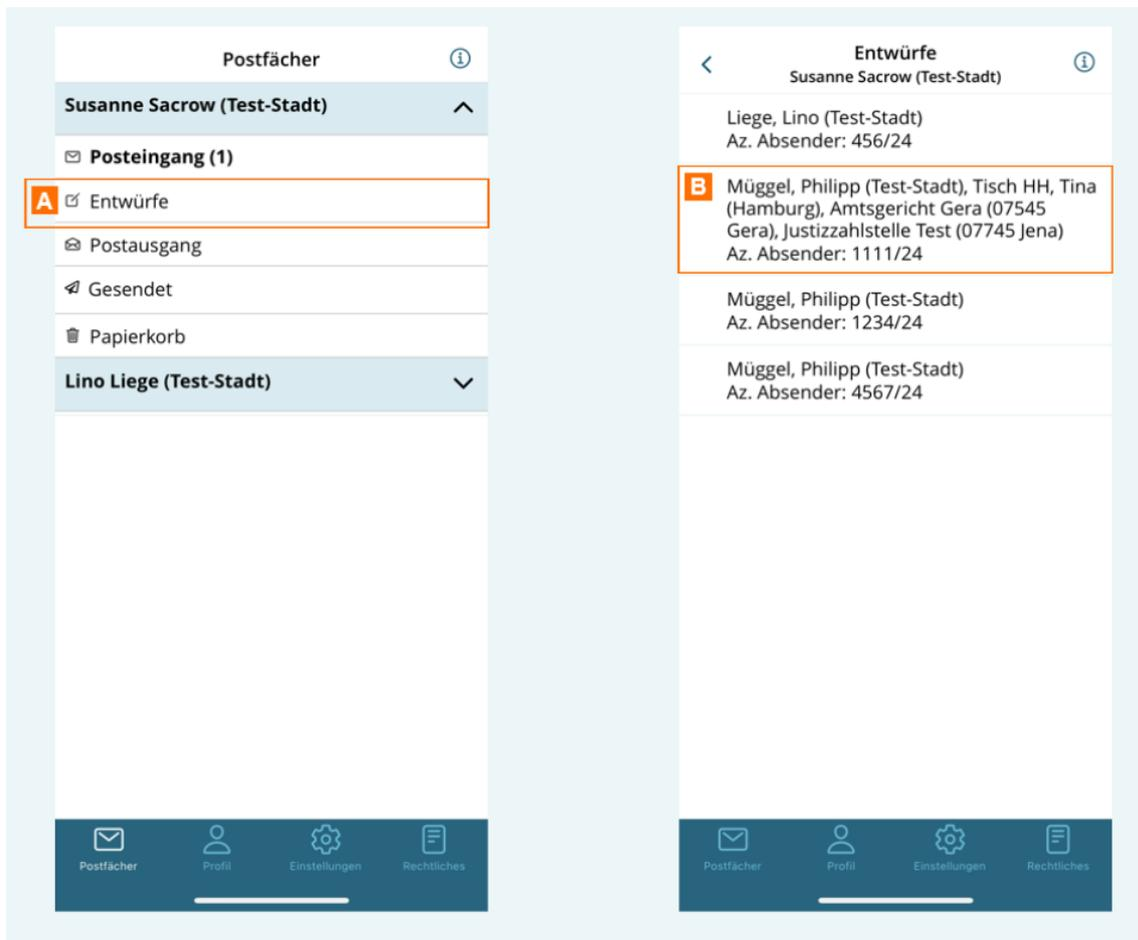 Postfächer
Susanne Sacrow (Test-Stadt)
Posteingang (1)
A Entwürfe
Postausgang
Gesendet
Papierkorb
Lino Liege (Test-Stadt)
Postfächer Profil Einstellungen Rechtliches
Entwürfe
Susanne Sacrow (Test-Stadt)
Liege, Lino (Test-Stadt)
Az. Absender: 456/24
B Müggel, Philipp (Test-Stadt), Tisch HH, Tina
(Hamburg), Amtsgericht Gera (07545
Gera), Justizzahlstelle Test (07745 Jena)
Az. Absender: 1111/24
Müggel, Philipp (Test-Stadt)
Az. Absender: 1234/24
Müggel, Philipp (Test-Stadt)
Az. Absender: 4567/24
Postfächer Profil Einstellungen Rechtliches